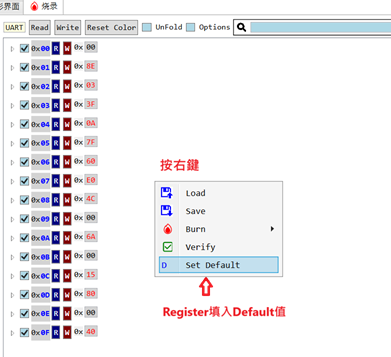 形界面 烧录
UART Read Write Reset Color UnFold Options
0x00 R W 0x 00
0x01 R W 0x 8E
0x02 R W 0x 03
0x03 R W 0x 3F
0x04 R W 0x 0A
0x05 R W 0x 7F
0x06 R W 0x 60
0x07 R W 0x E0
0x08 R W 0x 4C
0x09 R W 0x 00
0x0A R W 0x 6A
0x0B R W 0x 00
0x0C R W 0x 15
0x0D R W 0x 80
0x0E R W 0x 00
0x0F R W 0x 40
按右鍵
Load
Save
Burn
Verify
D Set Default
Register填入Default值